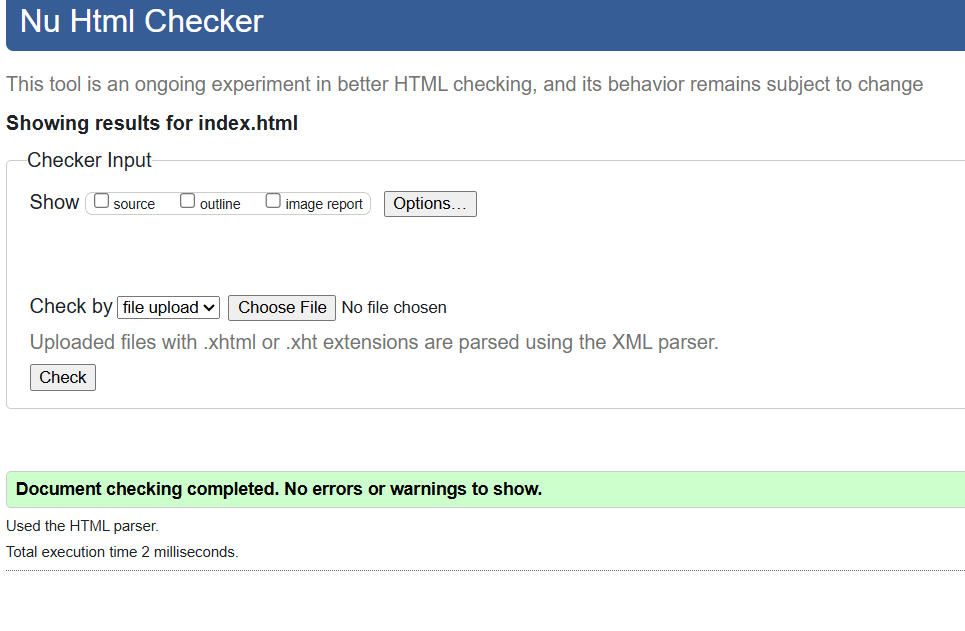 Nu Html Checker
This tool is an ongoing experiment in better HTML checking, and its behavior remains subject to change
Showing results for index.html
Checker Input
Show source outline image report Options…
Check by file upload Choose File No file chosen
Uploaded files with .xhtml or .xht extensions are parsed using the XML parser.
Check
Document checking completed. No errors or warnings to show.
Used the HTML parser.
Total execution time 2 milliseconds.